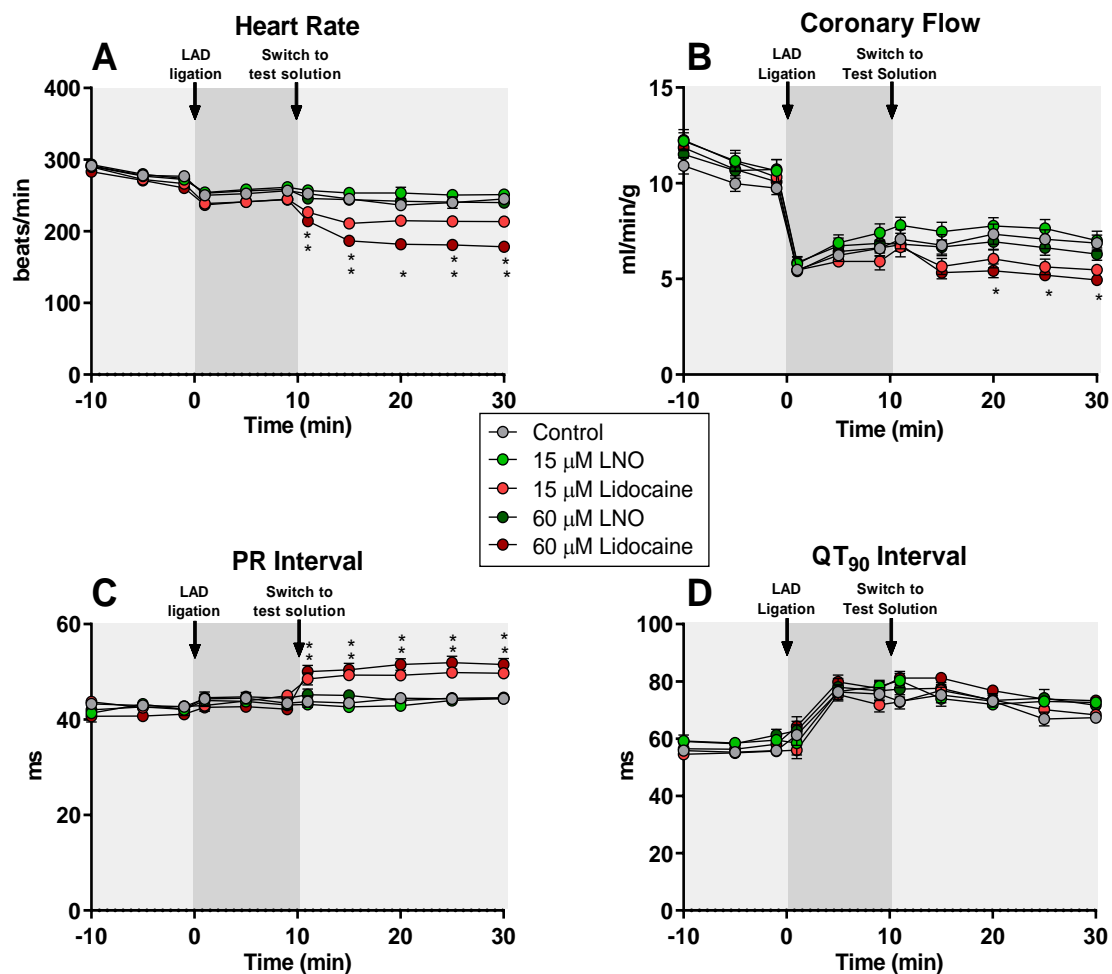 Heart Rate
A
LAD
ligation
Switch to
test solution
400
300
200
100
0
beats/min
* *
* *
*
* *
* *
-10 0 10 20 30
Time (min)
Coronary Flow
B
LAD
Ligation
Switch to
Test Solution
15
10
5
0
ml/min/g
* * *
-10 0 10 20 30
Time (min)
Control
15 μM LNO
15 μM Lidocaine
60 μM LNO
60 μM Lidocaine
PR Interval
C
LAD
ligation
Switch to
test solution
60
40
20
0
ms
* * * * *
* * * * *
-10 0 10 20 30
Time (min)
QT90 Interval
D
LAD
Ligation
Switch to
Test Solution
100
80
60
40
20
0
-10 0 10 20 30
Time (min)